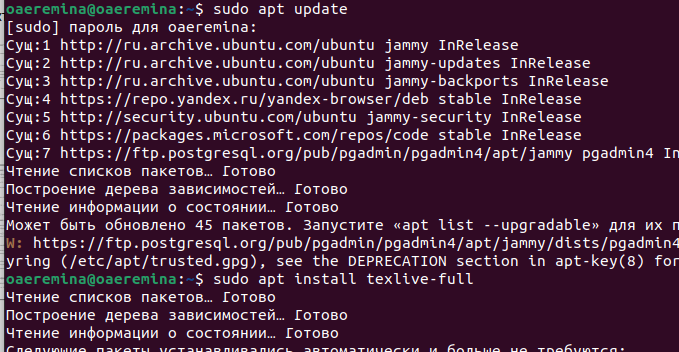 oaeremina@oaeremina:~$ sudo apt update
[sudo] пароль для oaeremina:
Сущ:1 http://ru.archive.ubuntu.com/ubuntu jammy InRelease
Сущ:2 http://ru.archive.ubuntu.com/ubuntu jammy-updates InRelease
Сущ:3 http://ru.archive.ubuntu.com/ubuntu jammy-backports InRelease
Сущ:4 https://repo.yandex.ru/yandex-browser/deb stable InRelease
Сущ:5 http://security.ubuntu.com/ubuntu jammy-security InRelease
Сущ:6 https://packages.microsoft.com/repos/code stable InRelease
Сущ:7 https://ftp.postgresql.org/pub/pgadmin/pgadmin4/apt/jammy pgadmin4 In
Чтение списков пакетов… Готово
Построение дерева зависимостей… Готово
Чтение информации о состоянии… Готово
Может быть обновлено 45 пакетов. Запустите «apt list --upgradable» для их п
W: https://ftp.postgresql.org/pub/pgadmin/pgadmin4/apt/jammy/dists/pgadmin4
yring (/etc/apt/trusted.gpg), see the DEPRECATION section in apt-key(8) for
oaeremina@oaeremina:~$ sudo apt install texlive-full
Чтение списков пакетов… Готово
Построение дерева зависимостей… Готово
Чтение информации о состоянии… Готово
Следующие пакеты устанавливались автоматически и больше не требуются: